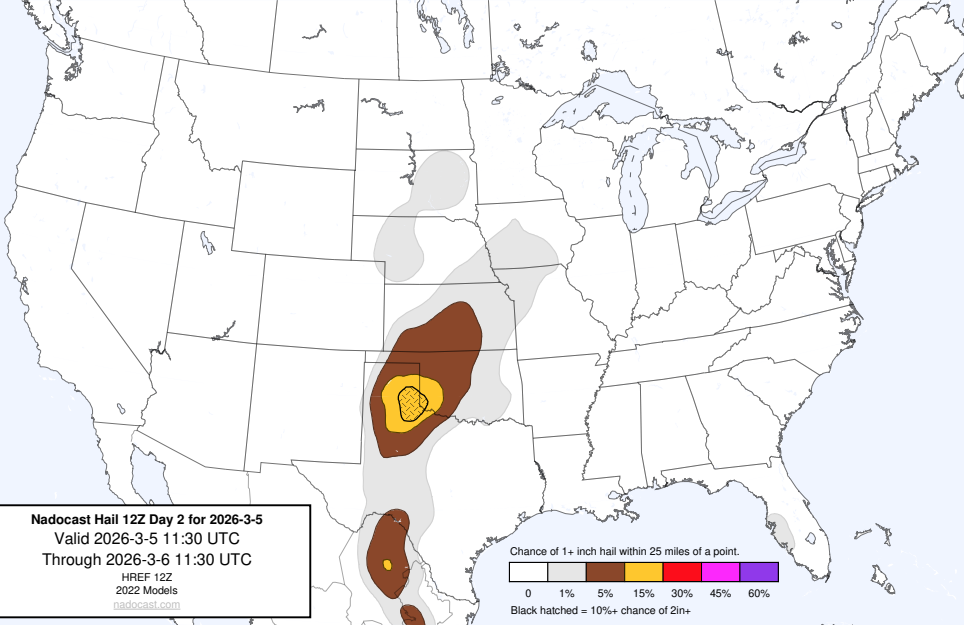 Nadocast Hail 12Z Day 2 for 2026-3-5
Valid 2026-3-5 11:30 UTC
Through 2026-3-6 11:30 UTC
HREF 12Z
2022 Models
nadocast.com
Chance of 1+ inch hail within 25 miles of a point.
0 1% 5% 15% 30% 45% 60%
Black hatched = 10%+ chance of 2in+